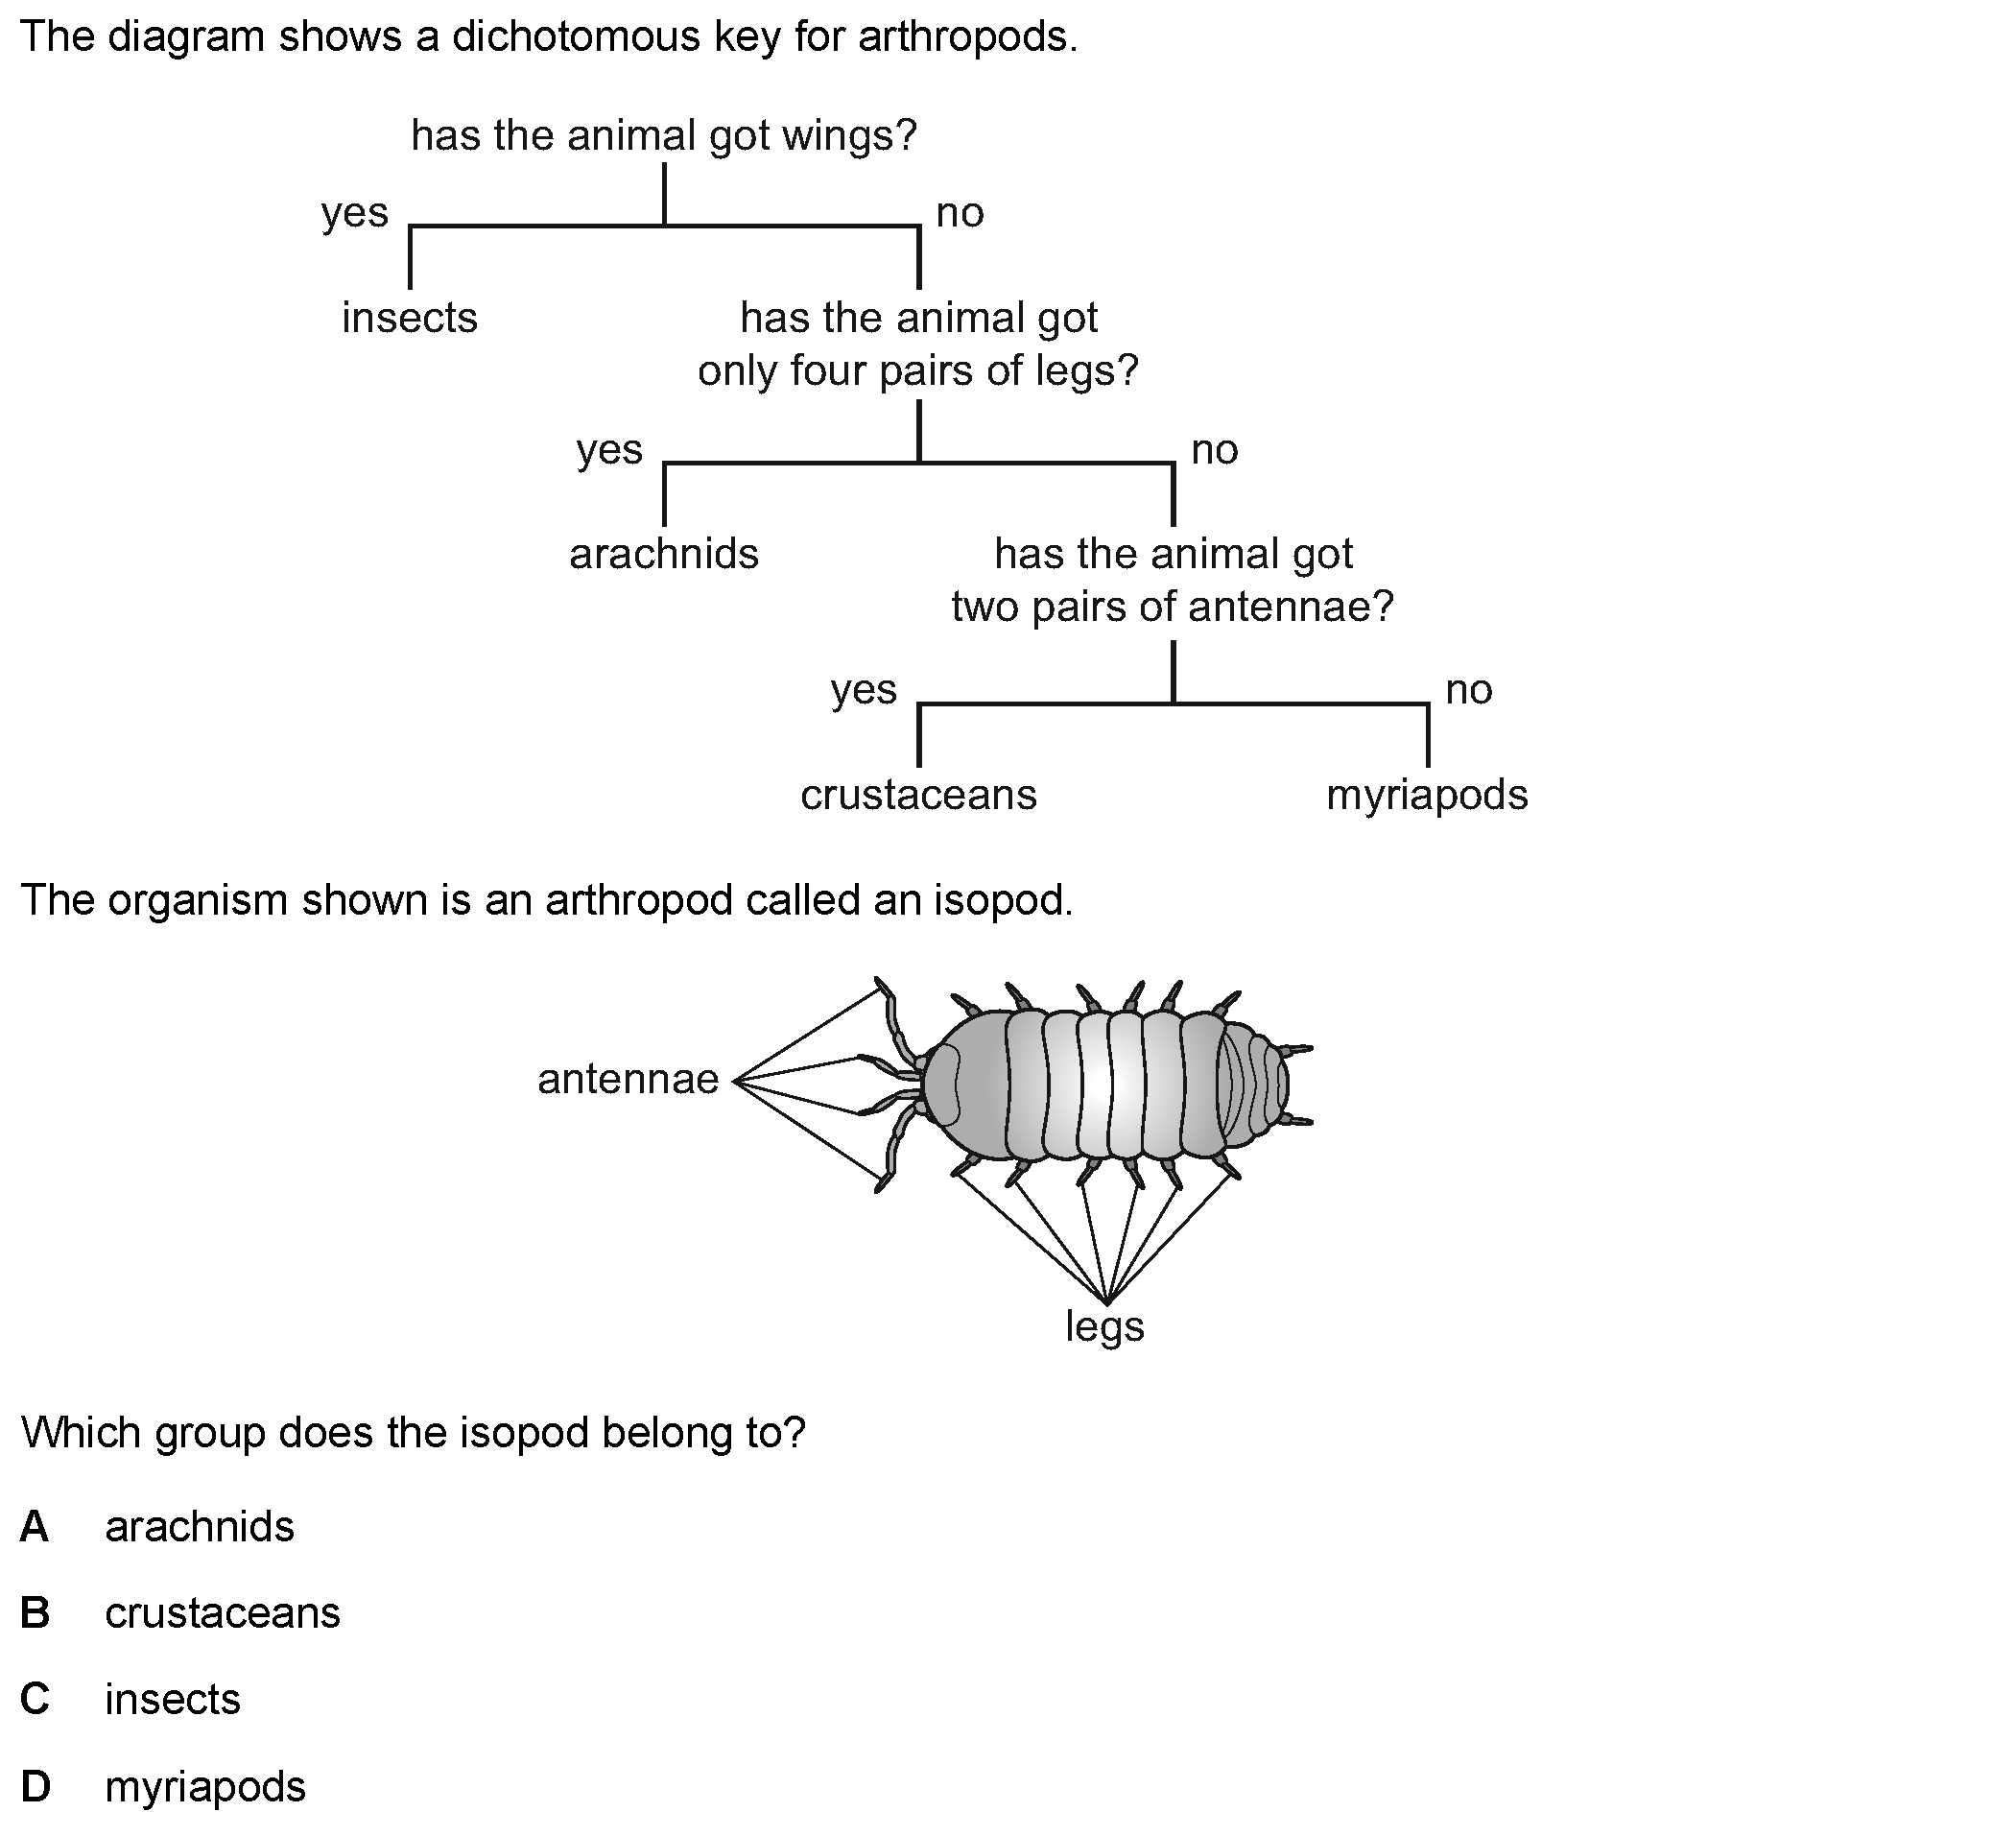 The diagram shows a dichotomous key for arthropods.
has the animal got wings?
yes
no
insects
has the animal got
only four pairs of legs?
yes
no
arachnids
has the animal got
two pairs of antennae?
yes
no
crustaceans
myriapods
The organism shown is an arthropod called an isopod.
antennae
legs
Which group does the isopod belong to?
A arachnids
B crustaceans
C insects
D myriapods